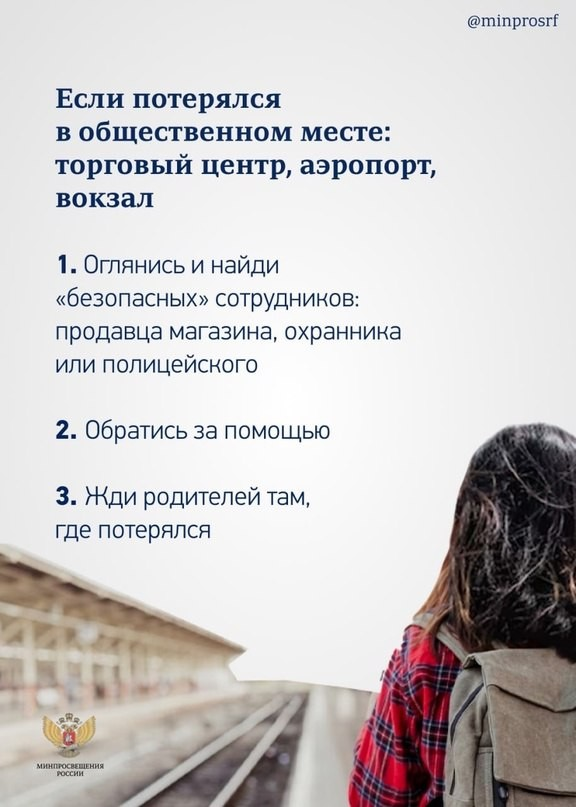 @minprosrf
Если потерялся
в общественном месте:
торговый центр, аэропорт,
вокзал
1. Оглянись и найди
«безопасных» сотрудников:
продавца магазина, охранника
или полицейского
2. Обратись за помощью
3. Жди родителей там,
где потерялся
МИНПРОСВЕЩЕНИЯ
РОССИИ